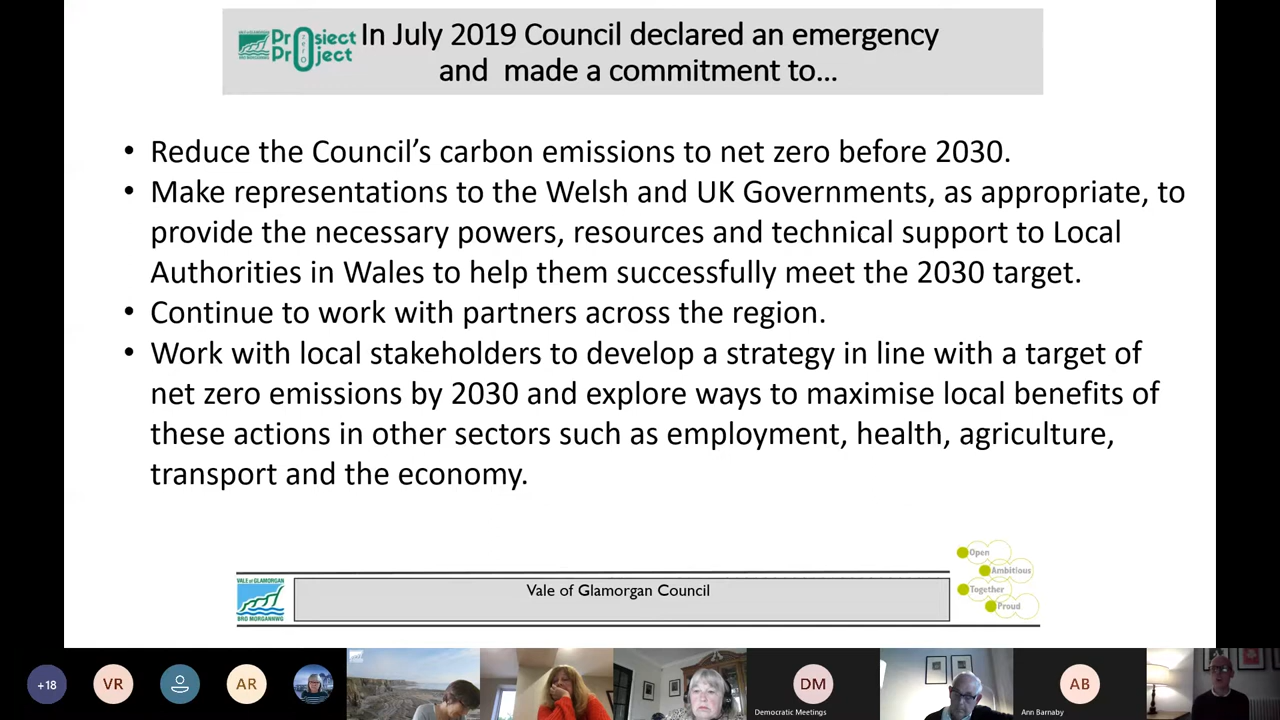 Prosiect
zero
Project
VALE of GLAMORGAN
BRO MORGANNWG
In July 2019 Council declared an emergency
and made a commitment to...
• Reduce the Council's carbon emissions to net zero before 2030.
• Make representations to the Welsh and UK Governments, as appropriate, to
provide the necessary powers, resources and technical support to Local
Authorities in Wales to help them successfully meet the 2030 target.
• Continue to work with partners across the region.
• Work with local stakeholders to develop a strategy in line with a target of
net zero emissions by 2030 and explore ways to maximise local benefits of
these actions in other sectors such as employment, health, agriculture,
transport and the economy.
Open
Ambitious
Together
Proud
VALE of GLAMORGAN
BRO MORGANNWG
Vale of Glamorgan Council
+18
VR
AR
DM
Democratic Meetings
AB
Ann Barnaby